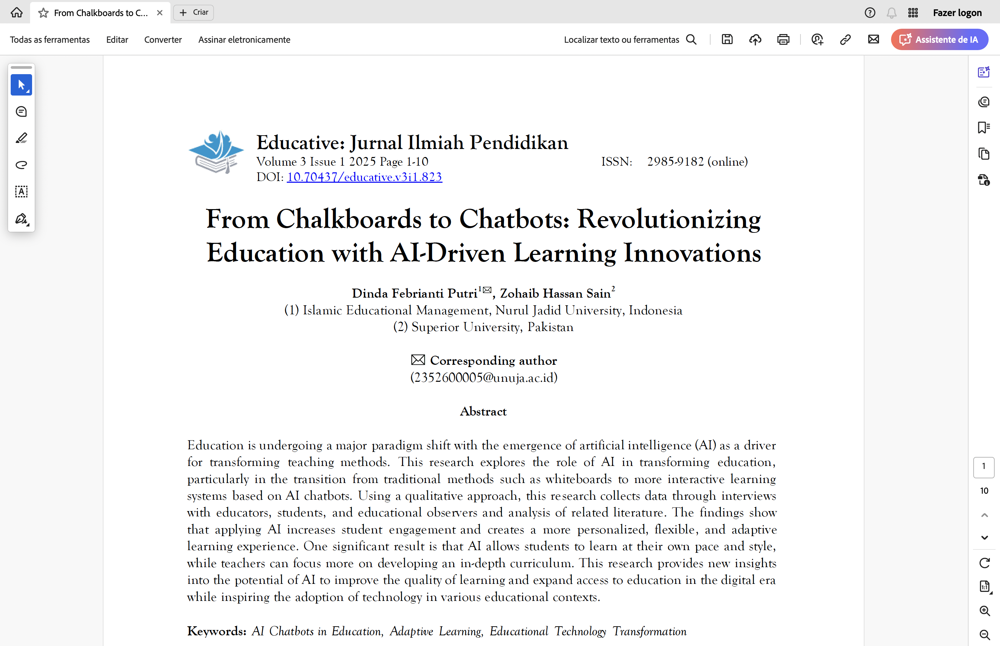 From Chalkboards to C...
Criar
Fazer logon
Todas as ferramentas
Editar
Converter
Assinar eletronicamente
Localizar texto ou ferramentas
Assistente de IA
Educative: Jurnal Ilmiah Pendidikan
Volume 3 Issue 1 2025 Page 1-10
ISSN: 2985-9182 (online)
DOI: 10.70437/educative.v3i1.823
From Chalkboards to Chatbots: Revolutionizing
Education with AI-Driven Learning Innovations
Dinda Febrianti Putri1✉, Zohaib Hassan Sain2
(1) Islamic Educational Management, Nurul Jadid University, Indonesia
(2) Superior University, Pakistan
✉ Corresponding author
(2352600005@unuja.ac.id)
Abstract
Education is undergoing a major paradigm shift with the emergence of artificial intelligence (AI) as a driver
for transforming teaching methods. This research explores the role of AI in transforming education,
particularly in the transition from traditional methods such as whiteboards to more interactive learning
systems based on AI chatbots. Using a qualitative approach, this research collects data through interviews
with educators, students, and educational observers and analysis of related literature. The findings show
that applying AI increases student engagement and creates a more personalized, flexible, and adaptive
learning experience. One significant result is that AI allows students to learn at their own pace and style,
while teachers can focus more on developing an in-depth curriculum. This research provides new insights
into the potential of AI to improve the quality of learning and expand access to education in the digital era
while inspiring the adoption of technology in various educational contexts.
Keywords: AI Chatbots in Education, Adaptive Learning, Educational Technology Transformation
1
10
1:1